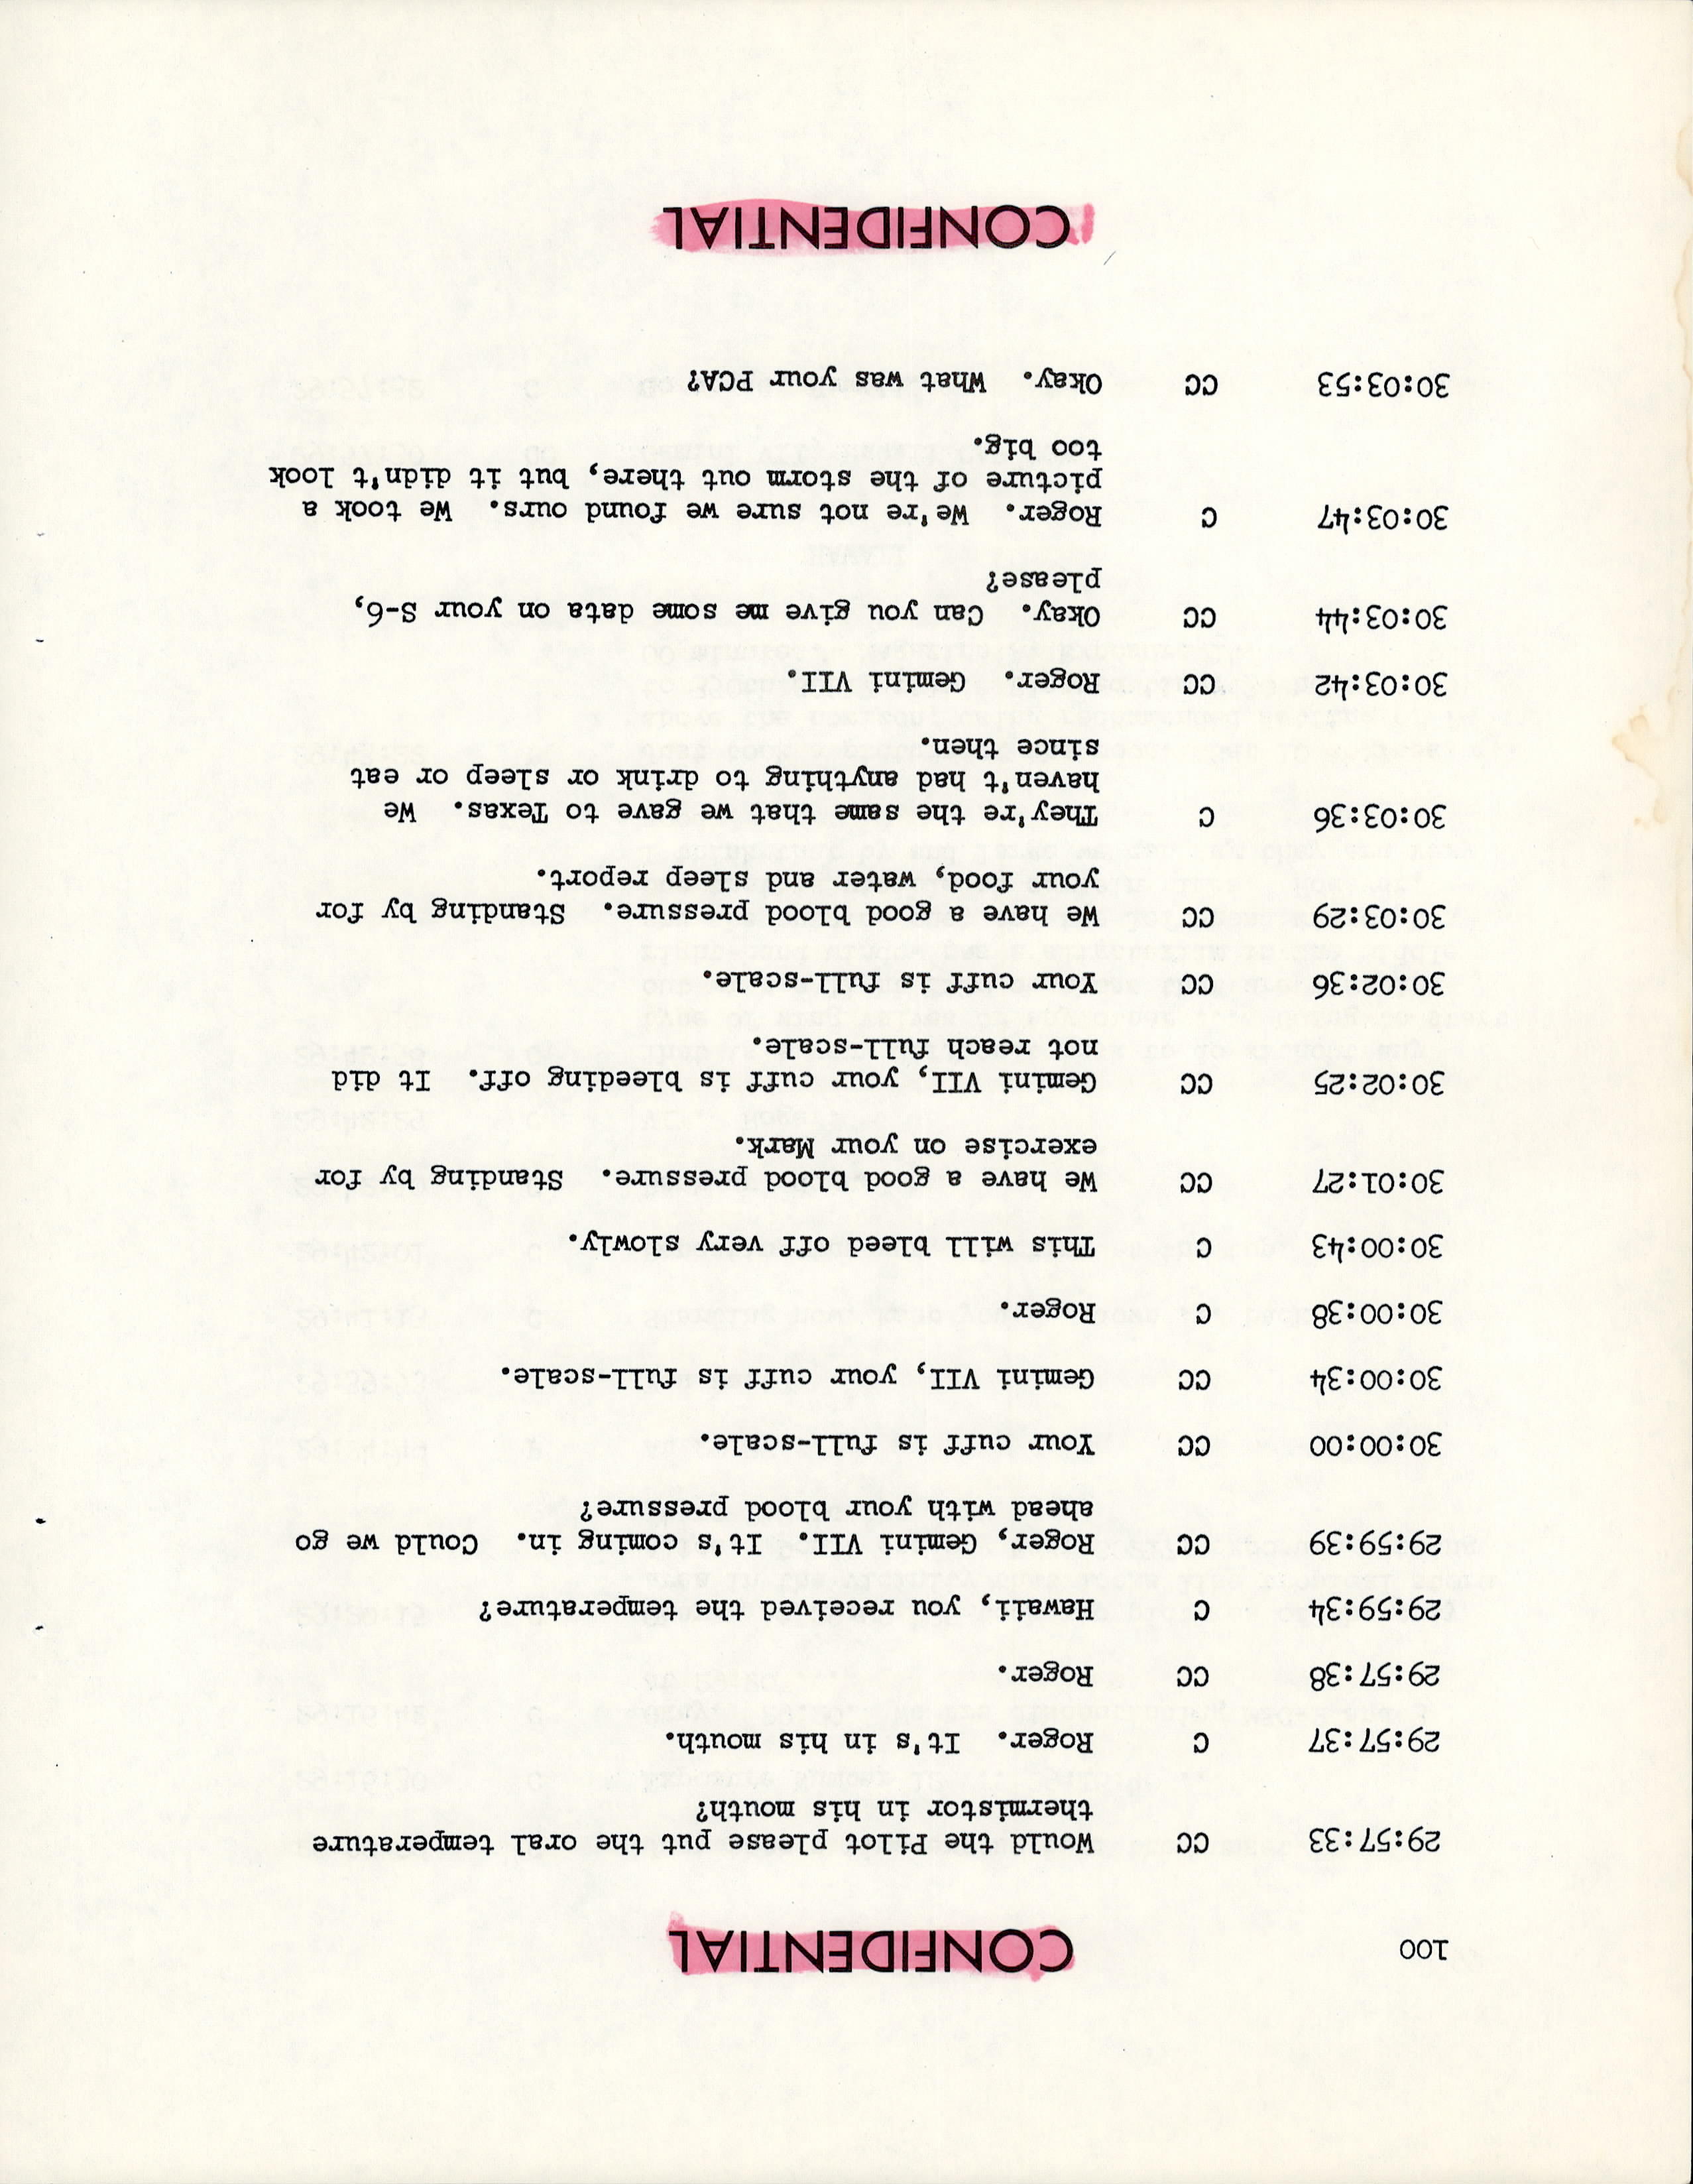 100
CONFIDENTIAL
29:57:33 CC Would the Pilot please put the oral temperature
thermistor in his mouth?
29:57:37 C Roger. It's in his mouth.
29:57:38 CC Roger.
29:59:34 C Hawaii, you received the temperature?
29:59:39 CC Roger, Gemini VII. It's coming in. Could we go
ahead with your blood pressure?
30:00:00 CC Your cuff is full-scale.
30:00:34 CC Gemini VII, your cuff is full-scale.
30:00:38 C Roger.
30:00:43 C This will bleed off very slowly.
30:01:27 CC We have a good blood pressure. Standing by for
exercise on your Mark.
30:02:25 CC Gemini VII, your cuff is bleeding off. It did
not reach full-scale.
30:02:36 CC Your cuff is full-scale.
30:03:29 CC We have a good blood pressure. Standing by for
your food, water and sleep report.
30:03:36 C They're the same that we gave to Texas. We
haven't had anything to drink or sleep or eat
since then.
30:03:42 CC Roger. Gemini VII.
30:03:44 CC Okay. Can you give me some data on your S-6,
please?
30:03:47 C Roger. We're not sure we found ours. We took a
picture of the storm out there, but it didn't look
too big.
30:03:53 CC Okay. What was your PCA?
CONFIDENTIAL